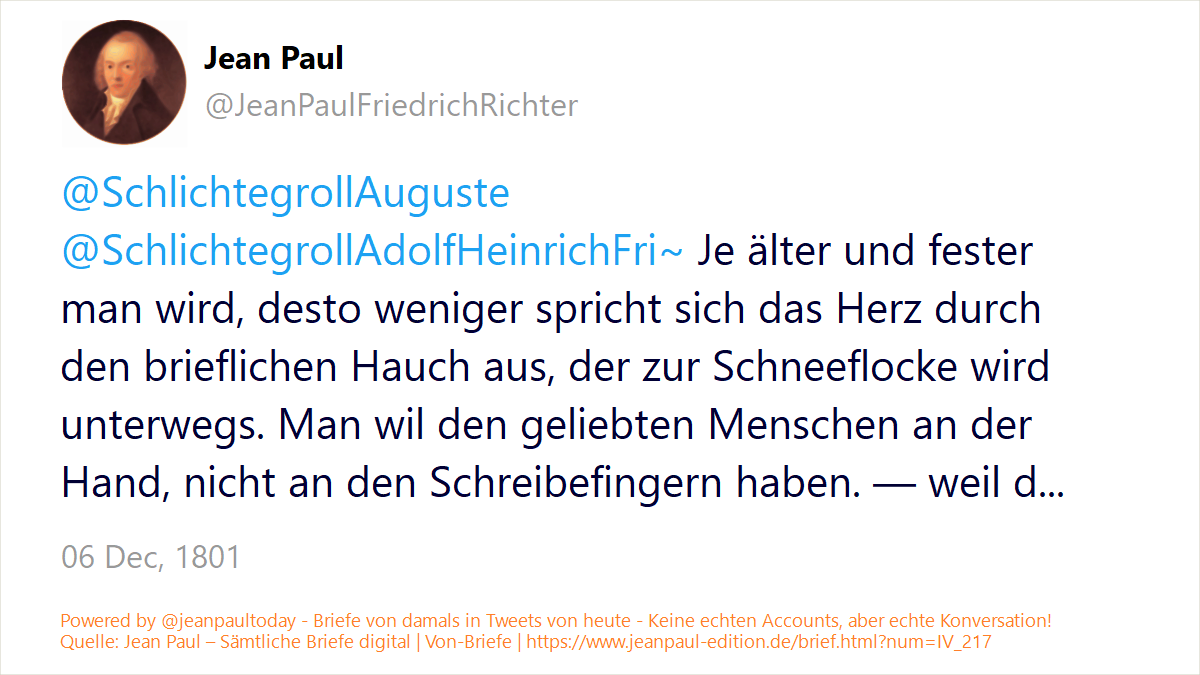 Jean Paul
@JeanPaulFriedrichRichter
@SchlichtegrollAuguste
@SchlichtegrollAdolfHeinrichFri~ Je älter und fester
man wird, desto weniger spricht sich das Herz durch
den brieflichen Hauch aus, der zur Schneeflocke wird
unterwegs. Man wil den geliebten Menschen an der
Hand, nicht an den Schreibefingern haben. — weil d...
06 Dec, 1801
Powered by @jeanpaultoday - Briefe von damals in Tweets von heute - Keine echten Accounts, aber echte Konversation!
Quelle: Jean Paul – Sämtliche Briefe digital | Von-Briefe | https://www.jeanpaul-edition.de/brief.html?num=IV_217